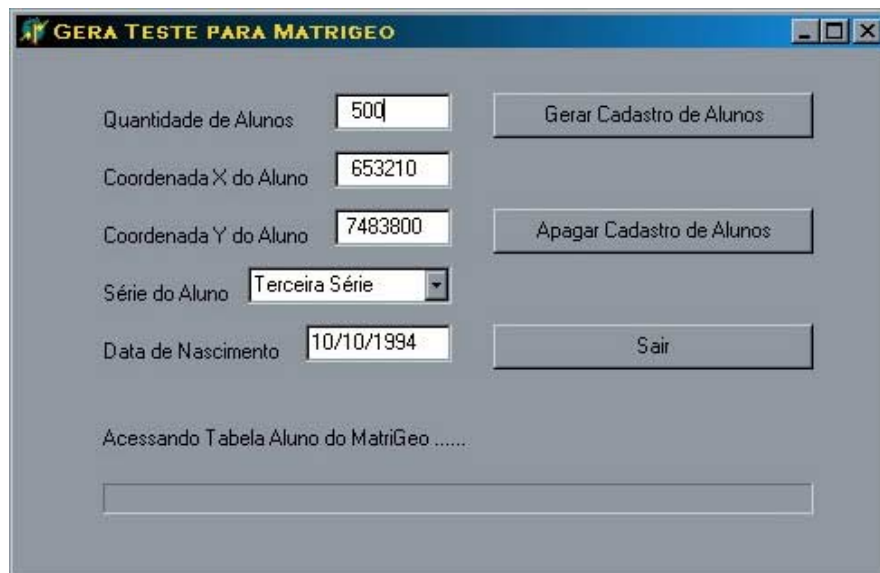 GERA TESTE PARA MATRIGEO
Quantidade de Alunos 500 Gerar Cadastro de Alunos
Coordenada X do Aluno 653210
Coordenada Y do Aluno 7483800 Apagar Cadastro de Alunos
Série do Aluno Terceira Série
Data de Nascimento 10/10/1994 Sair
Acessando Tabela Aluno do MatriGeo ......